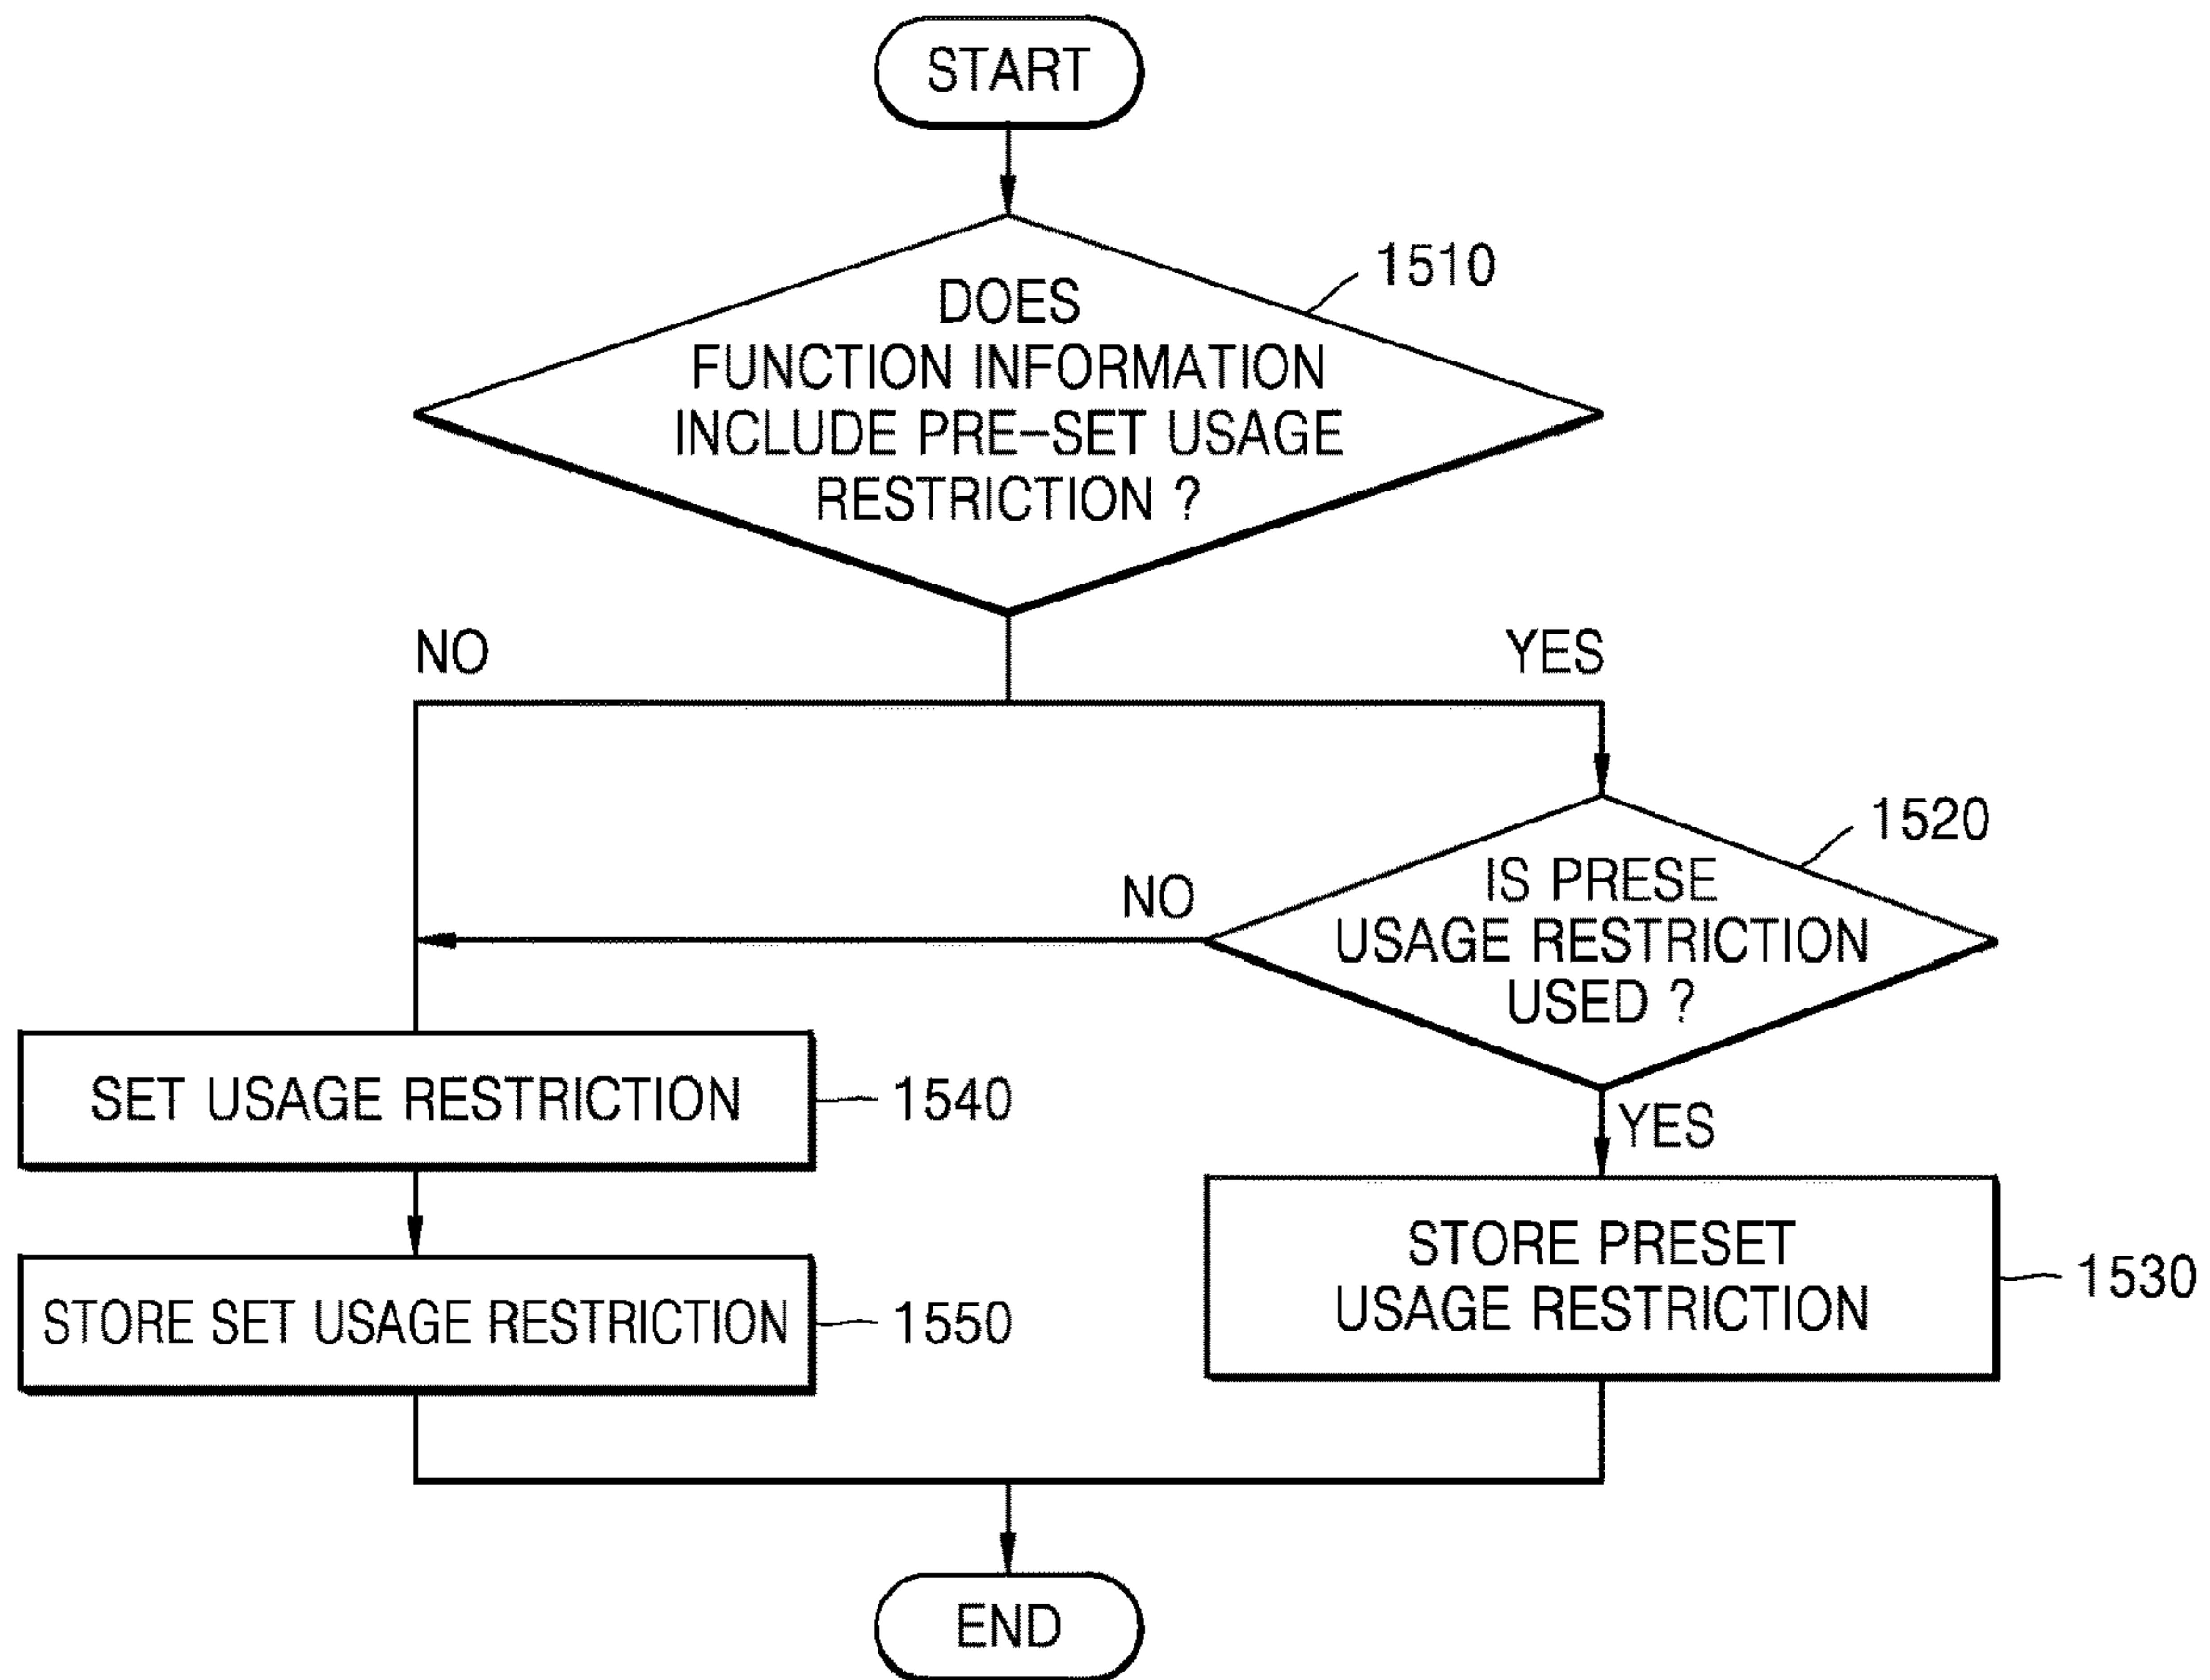 START
1510
DOES
FUNCTION INFORMATION
INCLUDE PRE-SET USAGE
RESTRICTION ?
NO
YES
1520
IS PRESE
USAGE RESTRICTION
USED ?
NO
YES
SET USAGE RESTRICTION
1540
STORE PRESET
USAGE RESTRICTION
1530
STORE SET USAGE RESTRICTION
1550
END